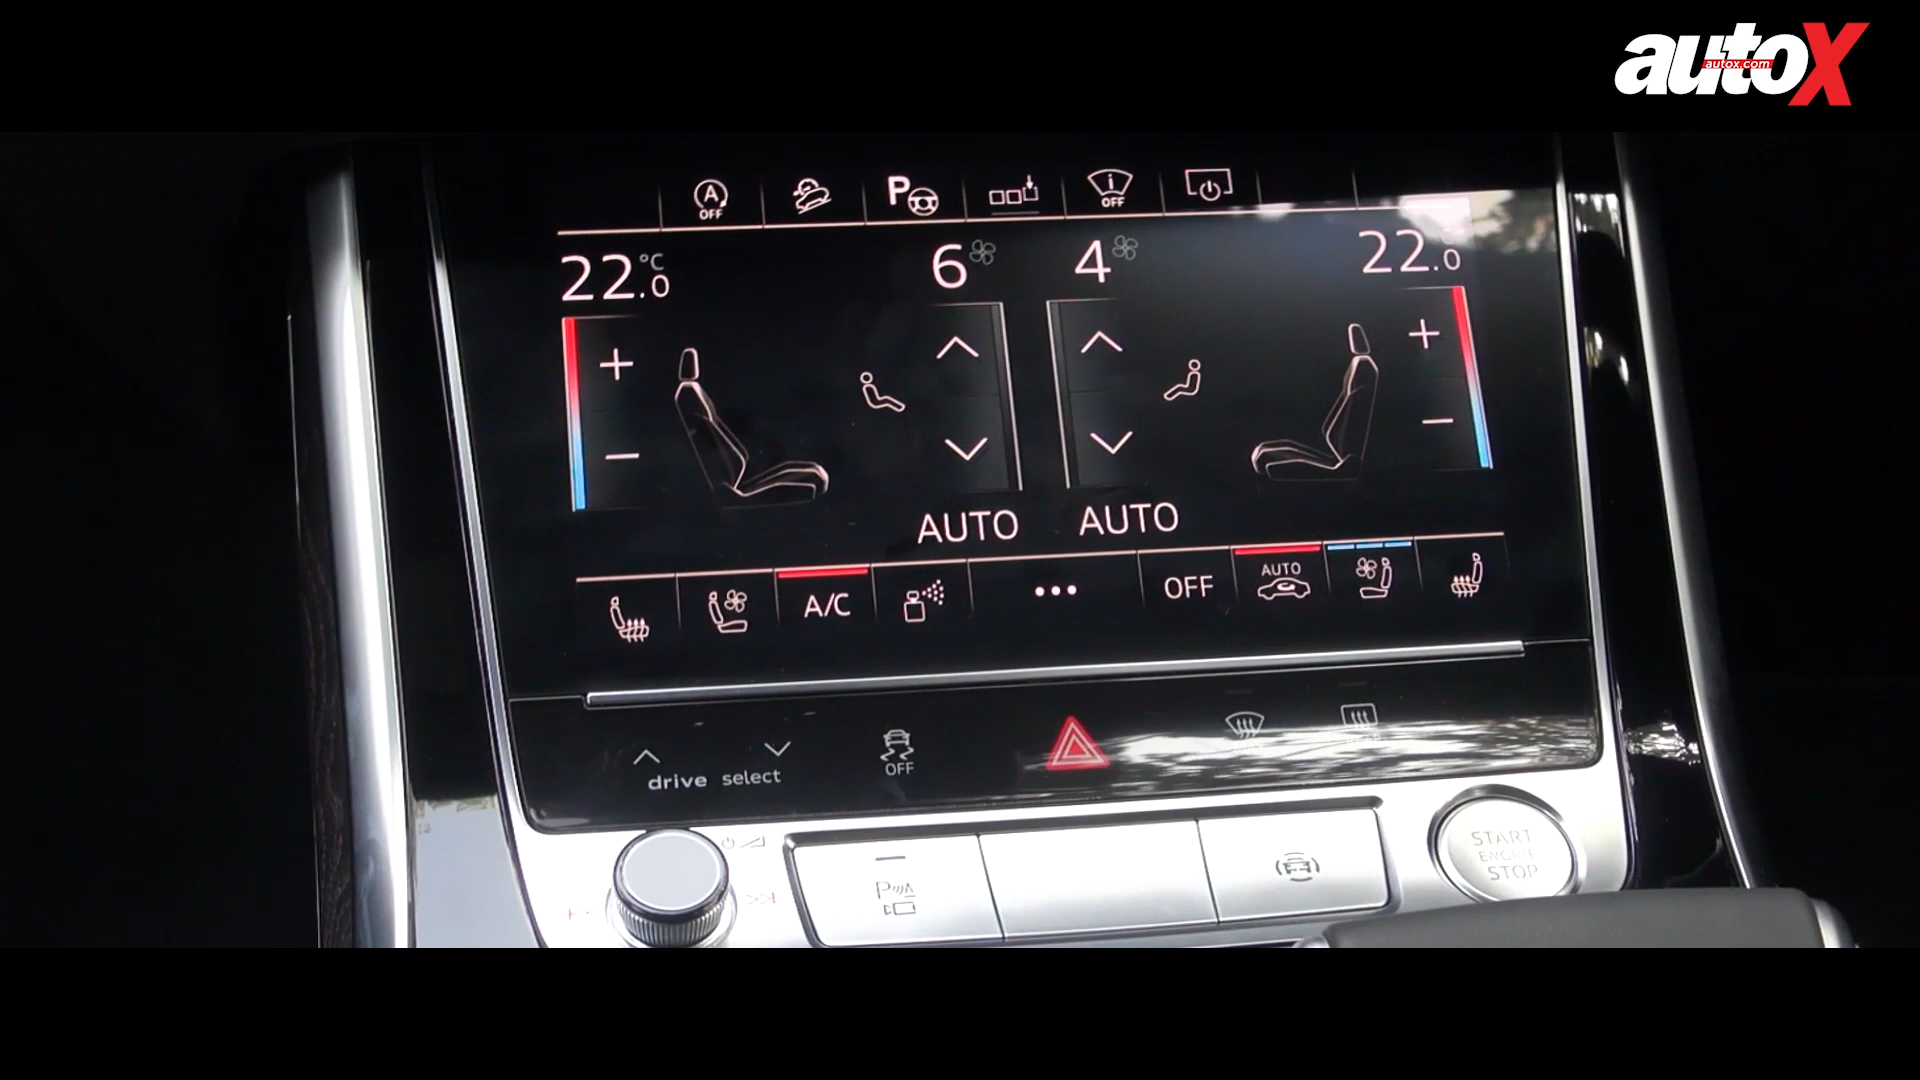 autoX
autox.com
A
OFF
P
i
OFF
22.0 °C
6
4
22.0
AUTO
AUTO
A/C
OFF
AUTO
drive select
OFF
P
START
ENGINE
STOP